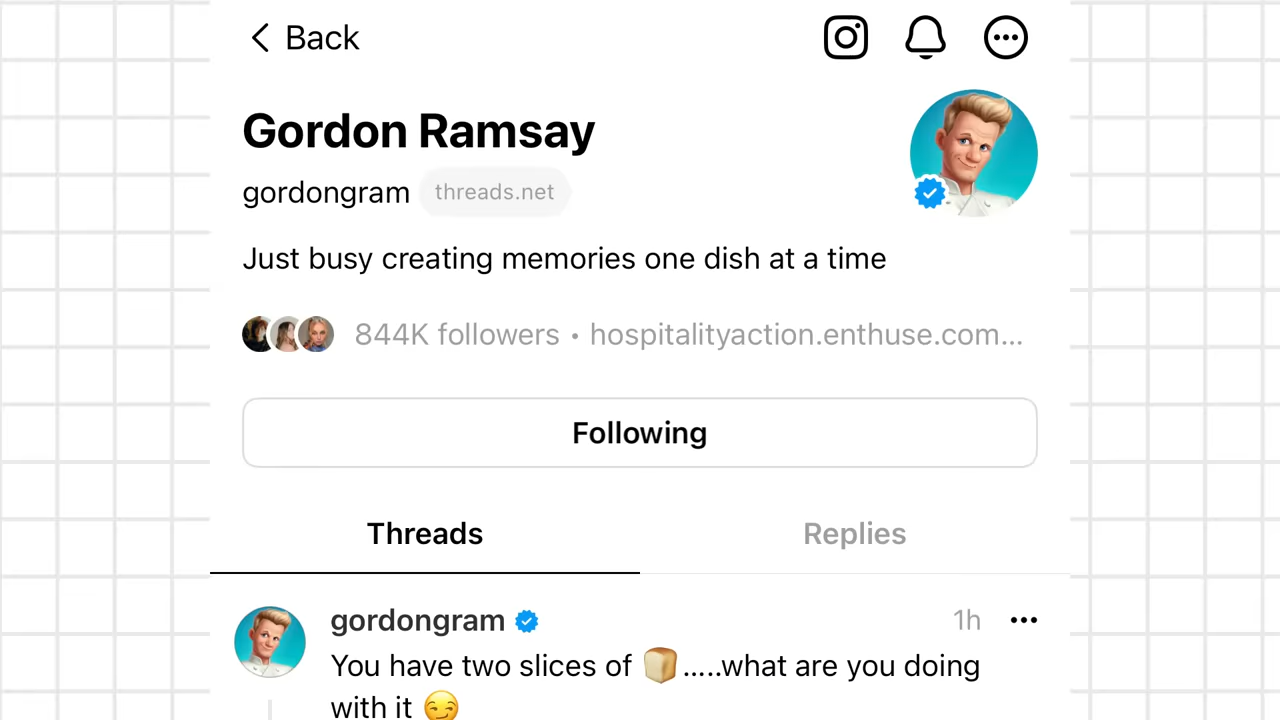 Back
Gordon Ramsay
gordongram threads.net
Just busy creating memories one dish at a time
844K followers • hospitalityaction.enthuse.com...
Following
Threads Replies
gordongram 1h
You have two slices of 🍞.....what are you doing
with it 😏